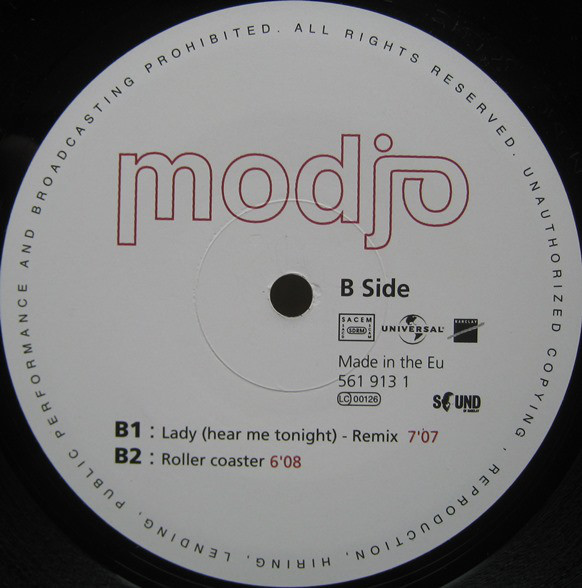 PUBLIC PERFORMANCE AND BROADCASTING PROHIBITED. ALL RIGHTS RESERVED. UNAUTHORIZED COPYING, REPRODUCTION, HIRING, LENDING,
modjo
B Side
SACEM
SDRM
UNIVERSAL
BARCLAY
Made in the Eu
561 913 1
LC 00126
SOUND
B1 : Lady (hear me tonight) - Remix 7'07
B2 : Roller coaster 6'08